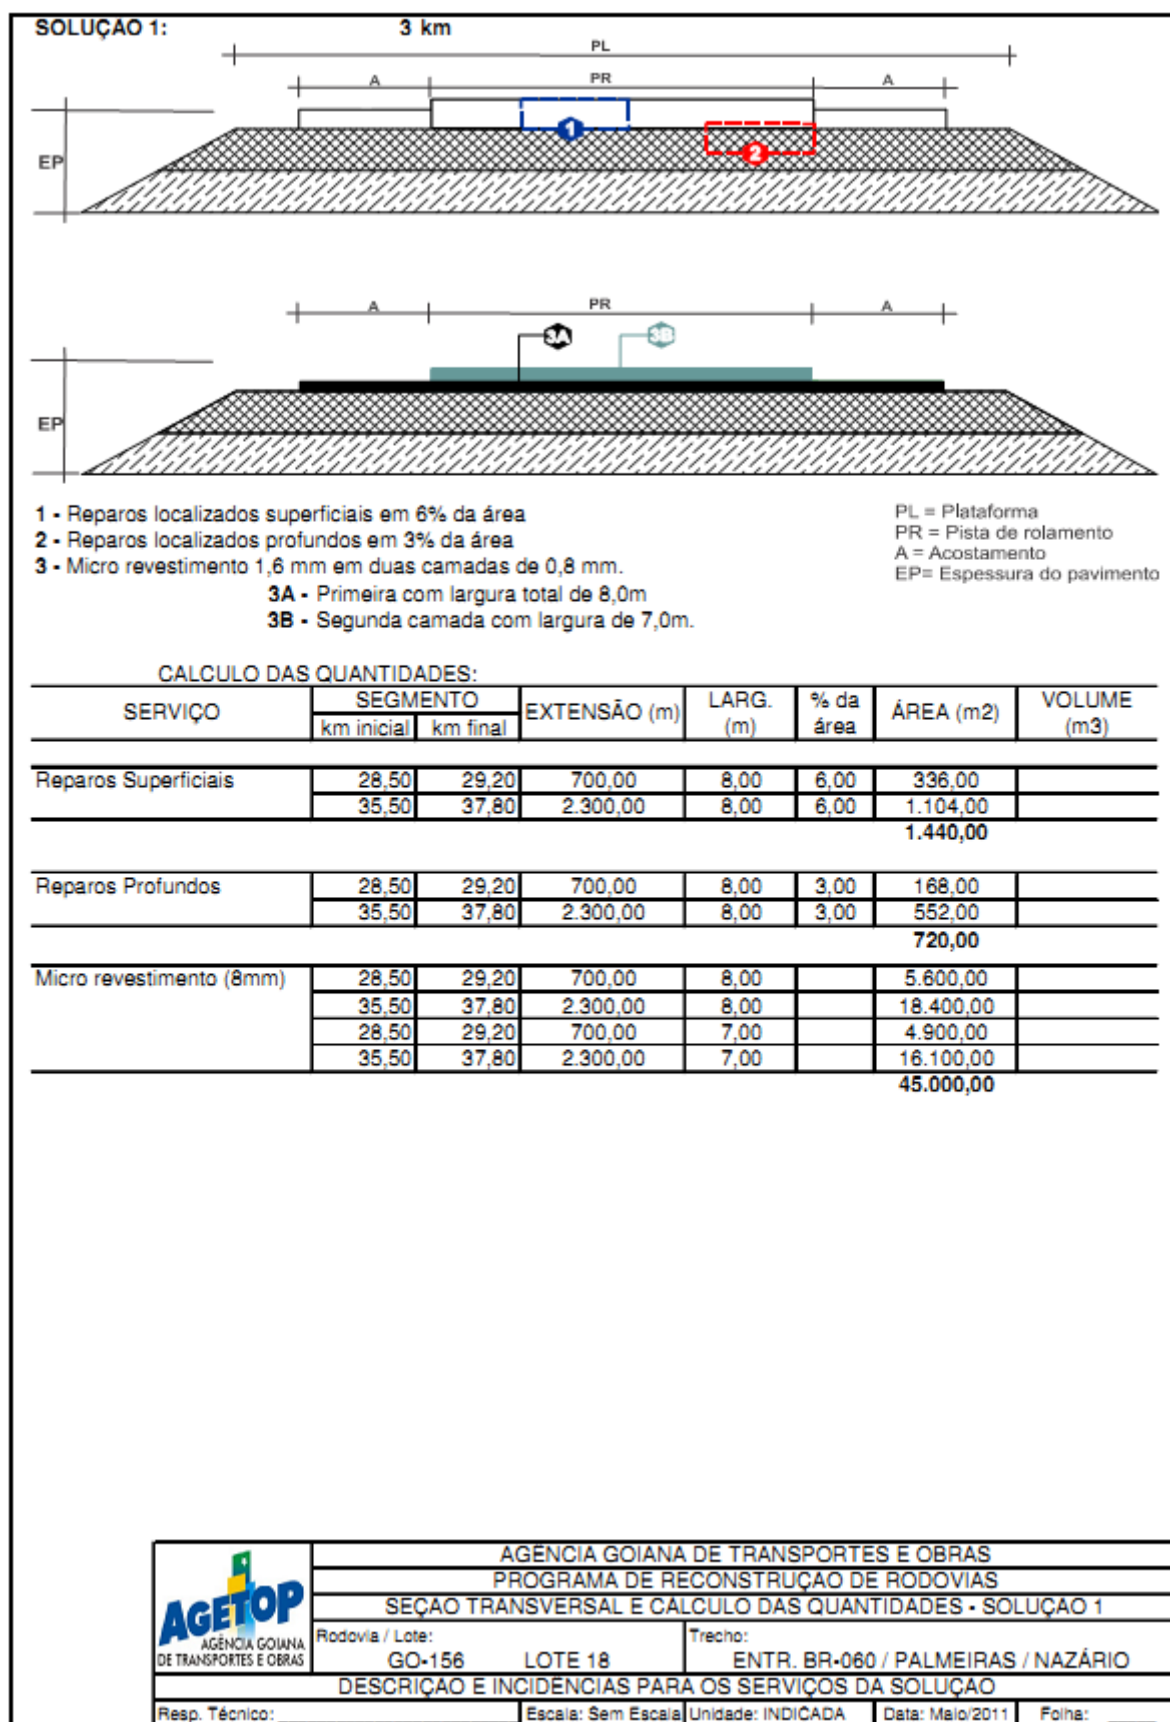 SOLUÇAO 1: 3 km
PL
A PR A
EP
1
2
A PR A
3A 3B
EP
1 - Reparos localizados superficiais em 6% da área
2 - Reparos localizados profundos em 3% da área
3 - Micro revestimento 1,6 mm em duas camadas de 0,8 mm.
3A - Primeira com largura total de 8,0m
3B - Segunda camada com largura de 7,0m.
PL = Plataforma
PR = Pista de rolamento
A = Acostamento
EP= Espessura do pavimento
CALCULO DAS QUANTIDADES:
SERVIÇO SEGMENTO EXTENSÃO (m) LARG. (m) % da área ÁREA (m2) VOLUME (m3)
km inicial km final
Reparos Superficiais 28,50 29,20 700,00 8,00 6,00 336,00
35,50 37,80 2.300,00 8,00 6,00 1.104,00
1.440,00
Reparos Profundos 28,50 29,20 700,00 8,00 3,00 168,00
35,50 37,80 2.300,00 8,00 3,00 552,00
720,00
Micro revestimento (8mm) 28,50 29,20 700,00 8,00 5.600,00
35,50 37,80 2.300,00 8,00 18.400,00
28,50 29,20 700,00 7,00 4.900,00
35,50 37,80 2.300,00 7,00 16.100,00
45.000,00
AGETOP
AGÊNCIA GOIANA
DE TRANSPORTES E OBRAS
AGÊNCIA GOIANA DE TRANSPORTES E OBRAS
PROGRAMA DE RECONSTRUÇAO DE RODOVIAS
SEÇAO TRANSVERSAL E CALCULO DAS QUANTIDADES - SOLUÇAO 1
Rodovia / Lote: Trecho:
GO-156 LOTE 18 ENTR. BR-060 / PALMEIRAS / NAZÁRIO
DESCRIÇAO E INCIDÊNCIAS PARA OS SERVIÇOS DA SOLUÇAO
Resp. Técnico: Escala: Sem Escala Unidade: INDICADA Data: Maio/2011 Folha: